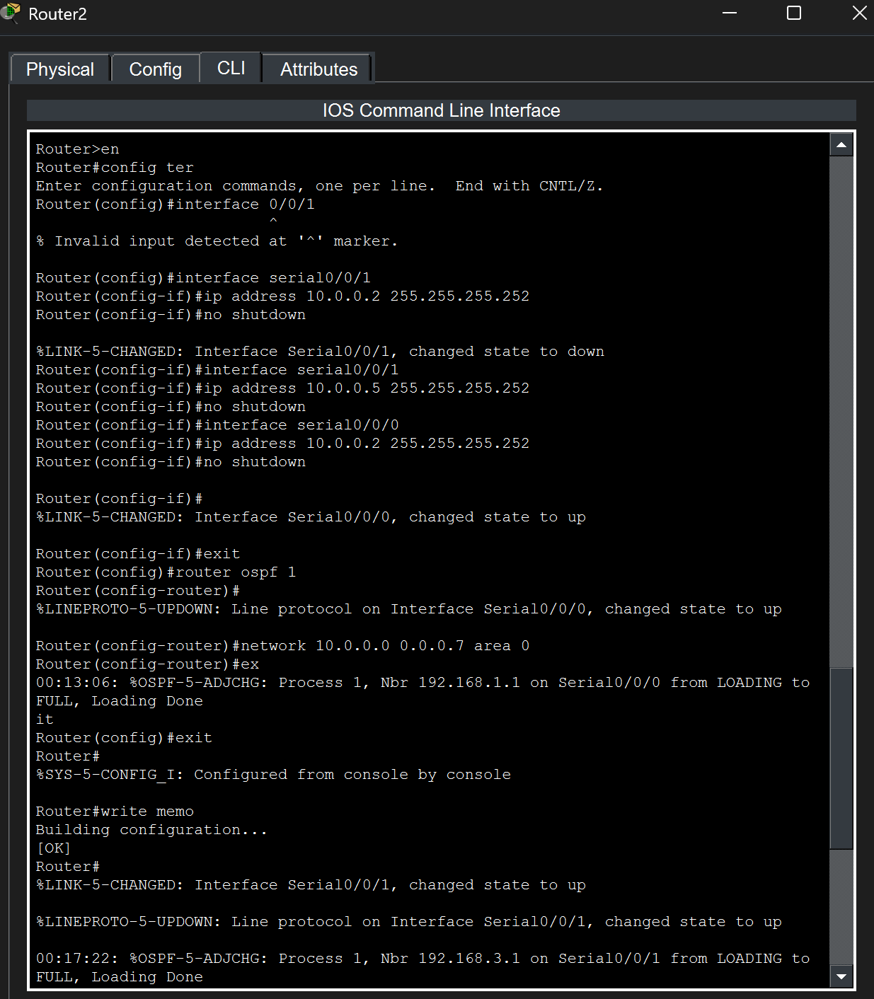 Router2
Physical
Config
CLI
Attributes
IOS Command Line Interface
Router>en
Router#config ter
Enter configuration commands, one per line.  End with CNTL/Z.
Router(config)#interface 0/0/1
^
% Invalid input detected at '^' marker.
Router(config)#interface serial0/0/1
Router(config-if)#ip address 10.0.0.2 255.255.255.252
Router(config-if)#no shutdown
%LINK-5-CHANGED: Interface Serial0/0/1, changed state to down
Router(config-if)#interface serial0/0/1
Router(config-if)#ip address 10.0.0.5 255.255.255.252
Router(config-if)#no shutdown
Router(config-if)#interface serial0/0/0
Router(config-if)#ip address 10.0.0.2 255.255.255.252
Router(config-if)#no shutdown
Router(config-if)#
%LINK-5-CHANGED: Interface Serial0/0/0, changed state to up
Router(config-if)#exit
Router(config)#router ospf 1
Router(config-router)#
%LINEPROTO-5-UPDOWN: Line protocol on Interface Serial0/0/0, changed state to up
Router(config-router)#network 10.0.0.0 0.0.0.7 area 0
Router(config-router)#ex
00:13:06: %OSPF-5-ADJCHG: Process 1, Nbr 192.168.1.1 on Serial0/0/0 from LOADING to
FULL, Loading Done
it
Router(config)#exit
Router#
%SYS-5-CONFIG_I: Configured from console by console
Router#write memo
Building configuration...
[OK]
Router#
%LINK-5-CHANGED: Interface Serial0/0/1, changed state to up
%LINEPROTO-5-UPDOWN: Line protocol on Interface Serial0/0/1, changed state to up
00:17:22: %OSPF-5-ADJCHG: Process 1, Nbr 192.168.3.1 on Serial0/0/1 from LOADING to
FULL, Loading Done